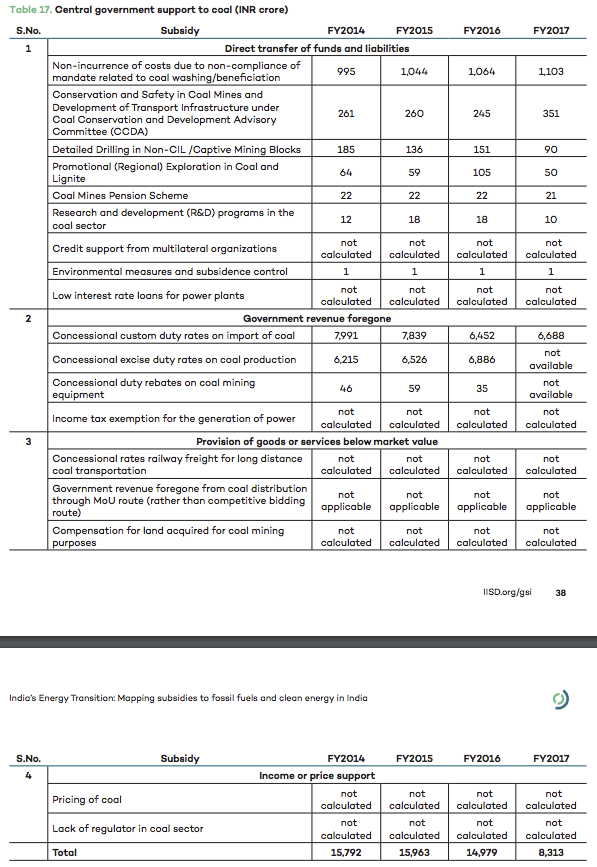 Table 17. Central government support to coal (INR crore)
S.No. Subsidy FY2014 FY2015 FY2016 FY2017
1 Direct transfer of funds and liabilities
Non-incurrence of costs due to non-compliance of
mandate related to coal washing/beneficiation 995 1,044 1,064 1,103
Conservation and Safety in Coal Mines and
Development of Transport Infrastructure under
Coal Conservation and Development Advisory
Committee (CCDA) 261 260 245 351
Detailed Drilling in Non-CIL /Captive Mining Blocks 185 136 151 90
Promotional (Regional) Exploration in Coal and
Lignite 64 59 105 50
Coal Mines Pension Scheme 22 22 22 21
Research and development (R&D) programs in the
coal sector 12 18 18 10
Credit support from multilateral organizations not calculated not calculated not calculated not calculated
Environmental measures and subsidence control 1 1 1 1
Low interest rate loans for power plants not calculated not calculated not calculated not calculated
2 Government revenue foregone
Concessional custom duty rates on import of coal 7,991 7,839 6,452 6,688
Concessional excise duty rates on coal production 6,215 6,526 6,886 not available
Concessional duty rebates on coal mining
equipment 46 59 35 not available
Income tax exemption for the generation of power not calculated not calculated not calculated not calculated
3 Provision of goods or services below market value
Concessional rates railway freight for long distance
coal transportation not calculated not calculated not calculated not calculated
Government revenue foregone from coal distribution
through MoU route (rather than competitive bidding
route) not applicable not applicable not applicable not applicable
Compensation for land acquired for coal mining
purposes not calculated not calculated not calculated not calculated
IISD.org/gsi 38
India's Energy Transition: Mapping subsidies to fossil fuels and clean energy in India
S.No. Subsidy FY2014 FY2015 FY2016 FY2017
4 Income or price support
Pricing of coal not calculated not calculated not calculated not calculated
Lack of regulator in coal sector not calculated not calculated not calculated not calculated
Total 15,792 15,963 14,979 8,313